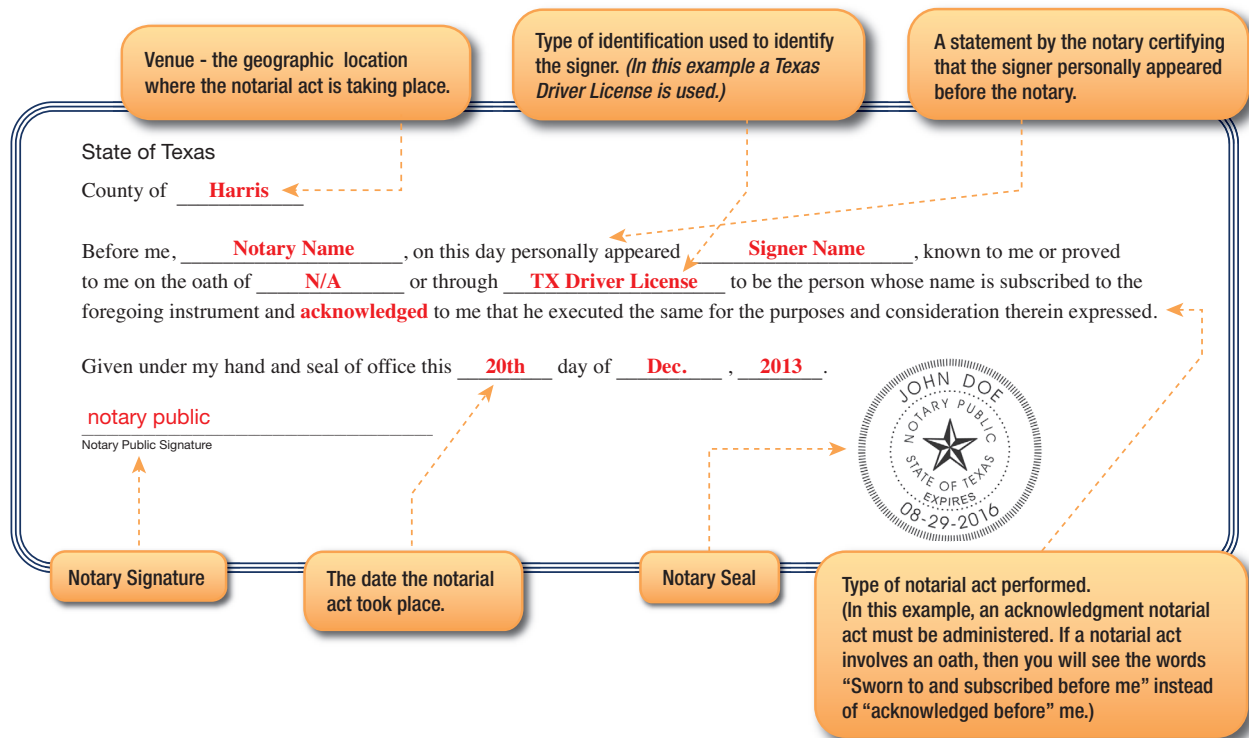 Venue - the geographic location
where the notarial act is taking place.
Type of identification used to identify
the signer. (In this example a Texas
Driver License is used.)
A statement by the notary certifying
that the signer personally appeared
before the notary.
State of Texas
County of Harris
Before me, Notary Name, on this day personally appeared Signer Name, known to me or proved
to me on the oath of N/A or through TX Driver License to be the person whose name is subscribed to the
foregoing instrument and acknowledged to me that he executed the same for the purposes and consideration therein expressed.
Given under my hand and seal of office this 20th day of Dec. , 2013.
notary public
Notary Public Signature
JOHN DOE
NOTARY PUBLIC
STATE OF TEXAS
EXPIRES
08-29-2016
Notary Signature
The date the notarial
act took place.
Notary Seal
Type of notarial act performed.
(In this example, an acknowledgment notarial
act must be administered. If a notarial act
involves an oath, then you will see the words
“Sworn to and subscribed before me” instead
of “acknowledged before” me.)